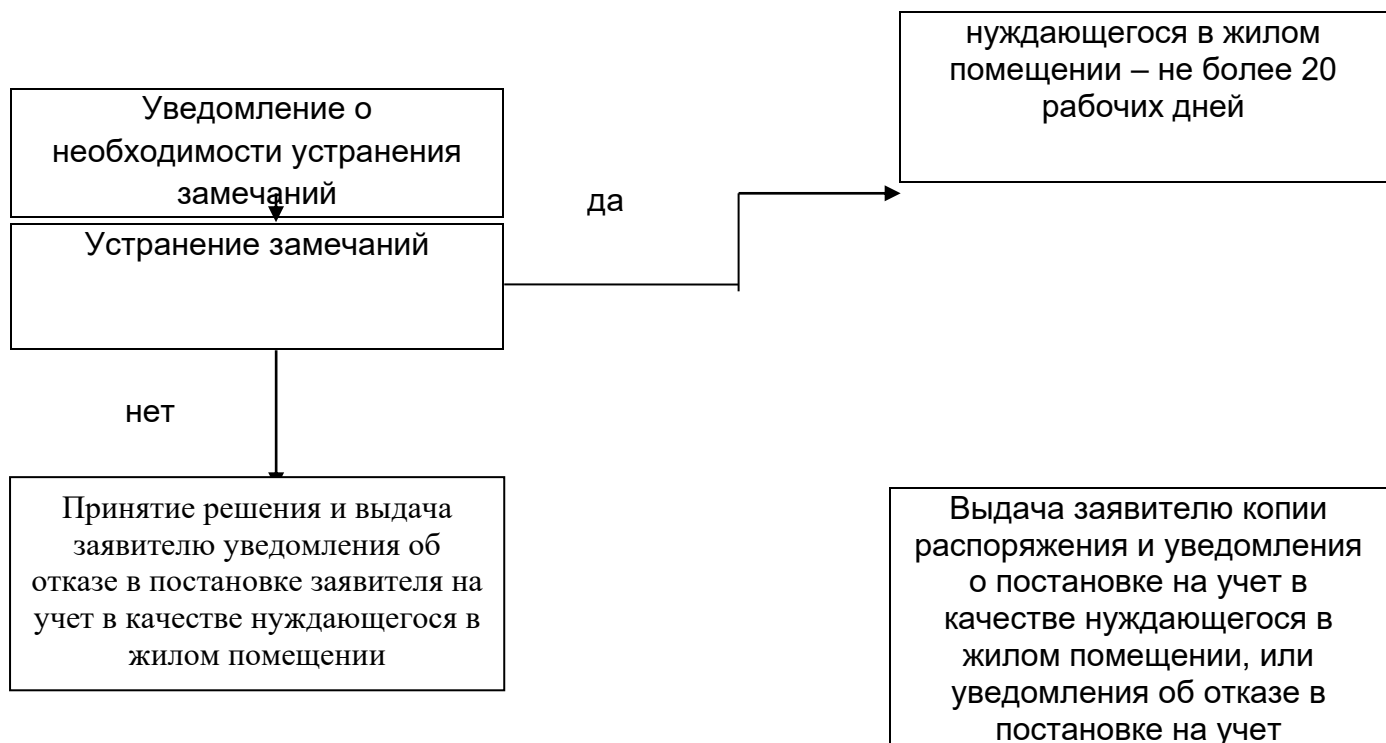 нуждающегося в жилом
помещении – не более 20
рабочих дней
Уведомление о
необходимости устранения
замечаний
да
Устранение замечаний
нет
Принятие решения и выдача
заявителю уведомления об
отказе в постановке заявителя на
учет в качестве нуждающегося в
жилом помещении
Выдача заявителю копии
распоряжения и уведомления
о постановке на учет в
качестве нуждающегося в
жилом помещении, или
уведомления об отказе в
постановке на учет